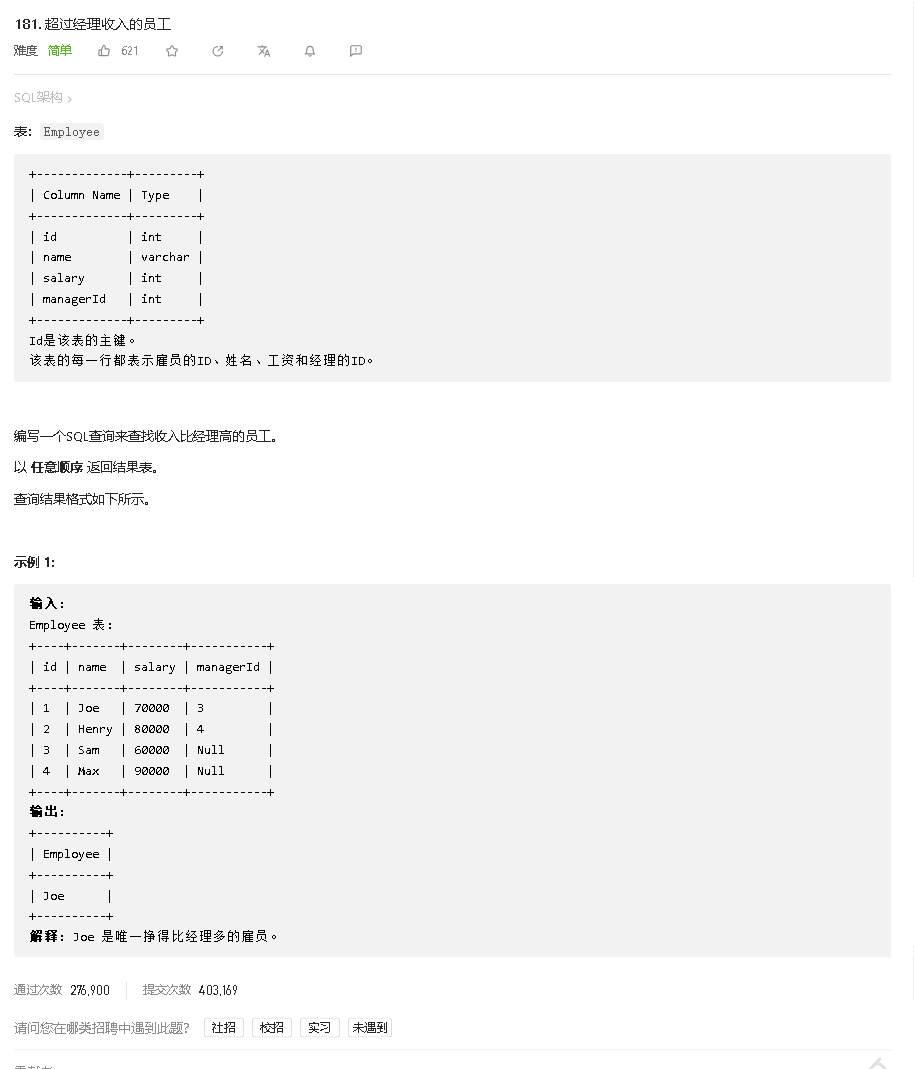 181. 超过经理收入的员工
难度 简单 621
SQL架构 ›
表: Employee
+-------------+---------+
| Column Name | Type    |
+-------------+---------+
| id          | int     |
| name        | varchar |
| salary      | int     |
| managerId   | int     |
+-------------+---------+
Id是该表的主键。
该表的每一行都表示雇员的ID、姓名、工资和经理的ID。
编写一个SQL查询来查找收入比经理高的员工。
以 任意顺序 返回结果表。
查询结果格式如下所示。
示例 1:
输入:
Employee 表:
+----+-------+--------+-----------+
| id | name  | salary | managerId |
+----+-------+--------+-----------+
| 1  | Joe   | 70000  | 3         |
| 2  | Henry | 80000  | 4         |
| 3  | Sam   | 60000  | Null      |
| 4  | Max   | 90000  | Null      |
+----+-------+--------+-----------+
输出:
+----------+
| Employee |
+----------+
| Joe      |
+----------+
解释: Joe 是唯一挣得比经理多的雇员。
通过次数 276,900 提交次数 403,169
请问您在哪类招聘中遇到此题? 社招 校招 实习 未遇到